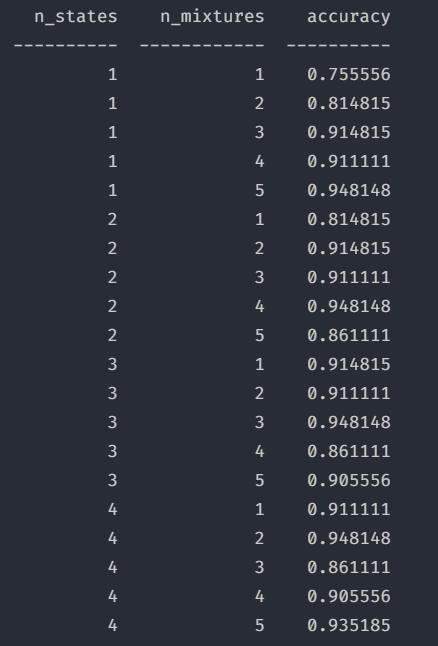 n_states n_mixtures accuracy
---------- ------------ ----------
1 1 0.755556
1 2 0.814815
1 3 0.914815
1 4 0.911111
1 5 0.948148
2 1 0.814815
2 2 0.914815
2 3 0.911111
2 4 0.948148
2 5 0.861111
3 1 0.914815
3 2 0.911111
3 3 0.948148
3 4 0.861111
3 5 0.905556
4 1 0.911111
4 2 0.948148
4 3 0.861111
4 4 0.905556
4 5 0.935185